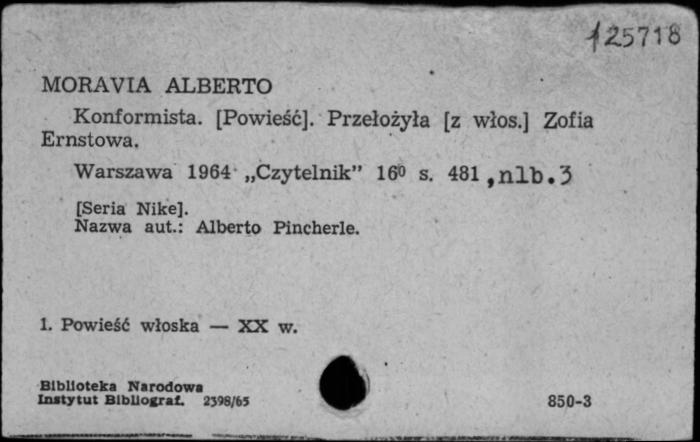 125718
MORAVIA ALBERTO
Konformista. [Powieść]. Przełożyła [z włos.] Zofia
Ernstowa.
Warszawa 1964 „Czytelnik” 16⁰ s. 481, nlb. 3
[Seria Nike].
Nazwa aut.: Alberto Pincherle.
1. Powieść włoska — XX w.
Biblioteka Narodowa
Instytut Bibliograf. 2398/65
850-3